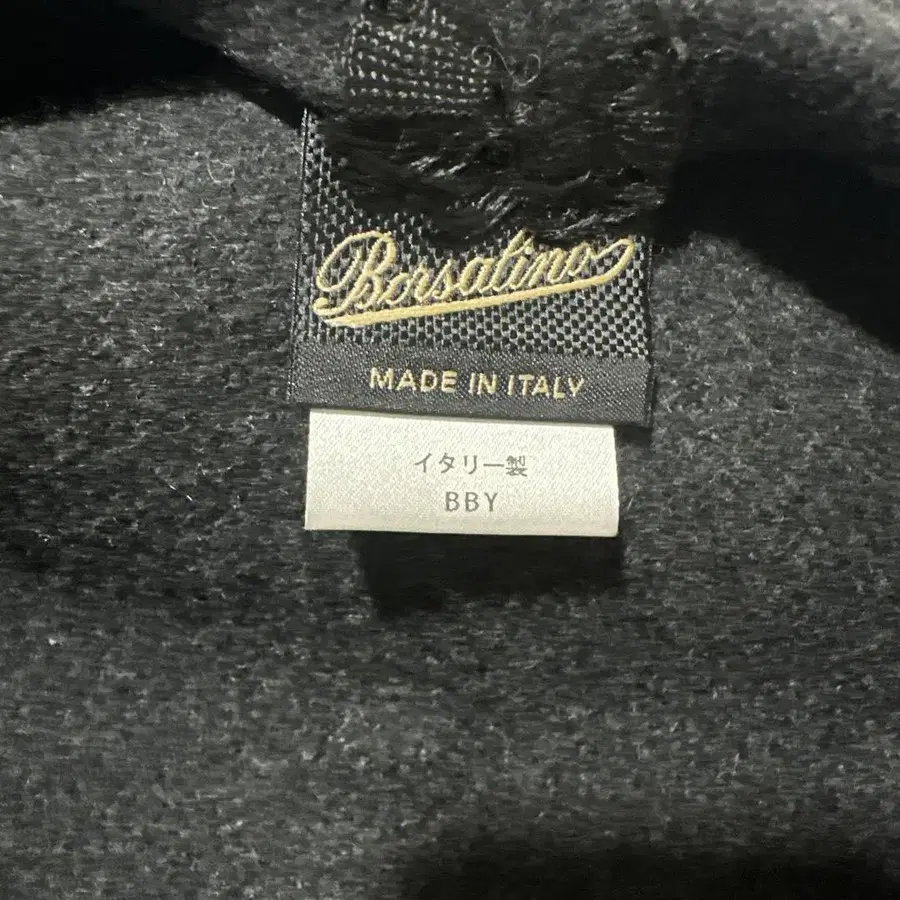 Borsalino
MADE IN ITALY
イタリー製
BBY